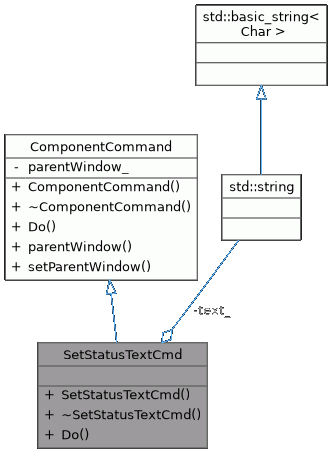 std::basic_string<
Char >
ComponentCommand
- parentWindow_
+ ComponentCommand()
+ ~ComponentCommand()
+ Do()
+ parentWindow()
+ setParentWindow()
std::string
-text_
SetStatusTextCmd
+ SetStatusTextCmd()
+ ~SetStatusTextCmd()
+ Do()